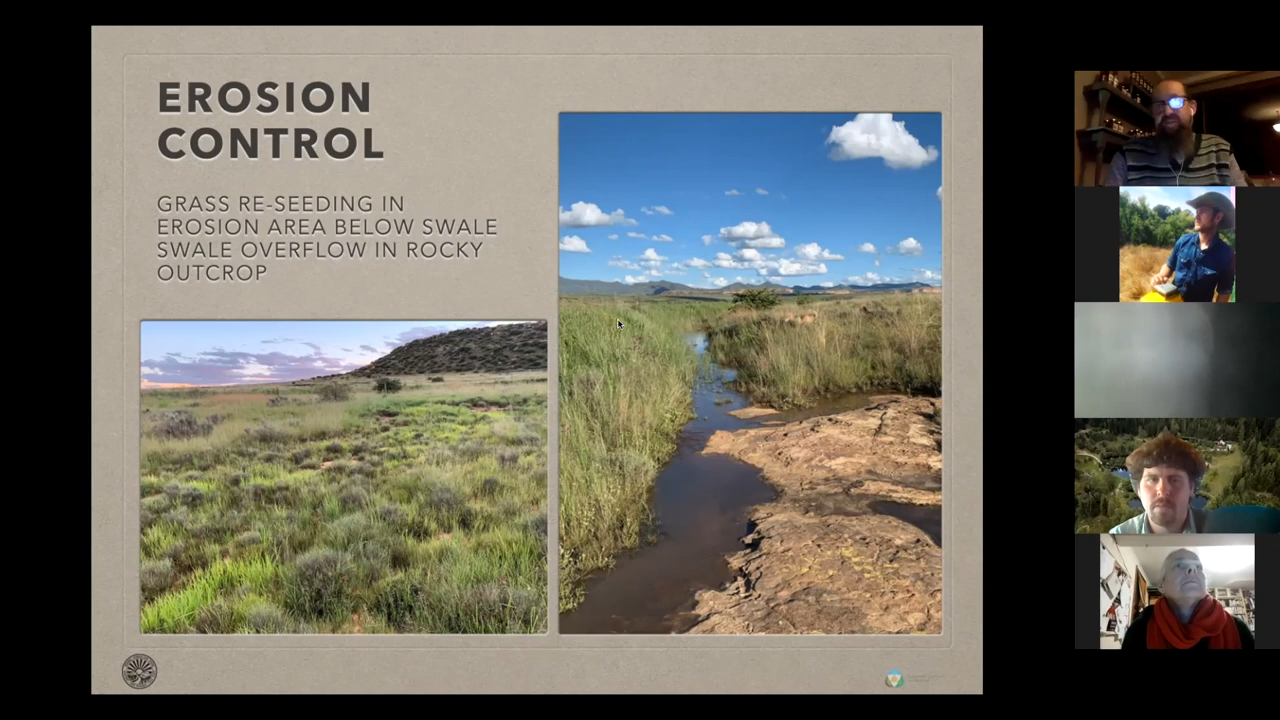 EROSION
CONTROL
GRASS RE-SEEDING IN
EROSION AREA BELOW SWALE
SWALE OVERFLOW IN ROCKY
OUTCROP